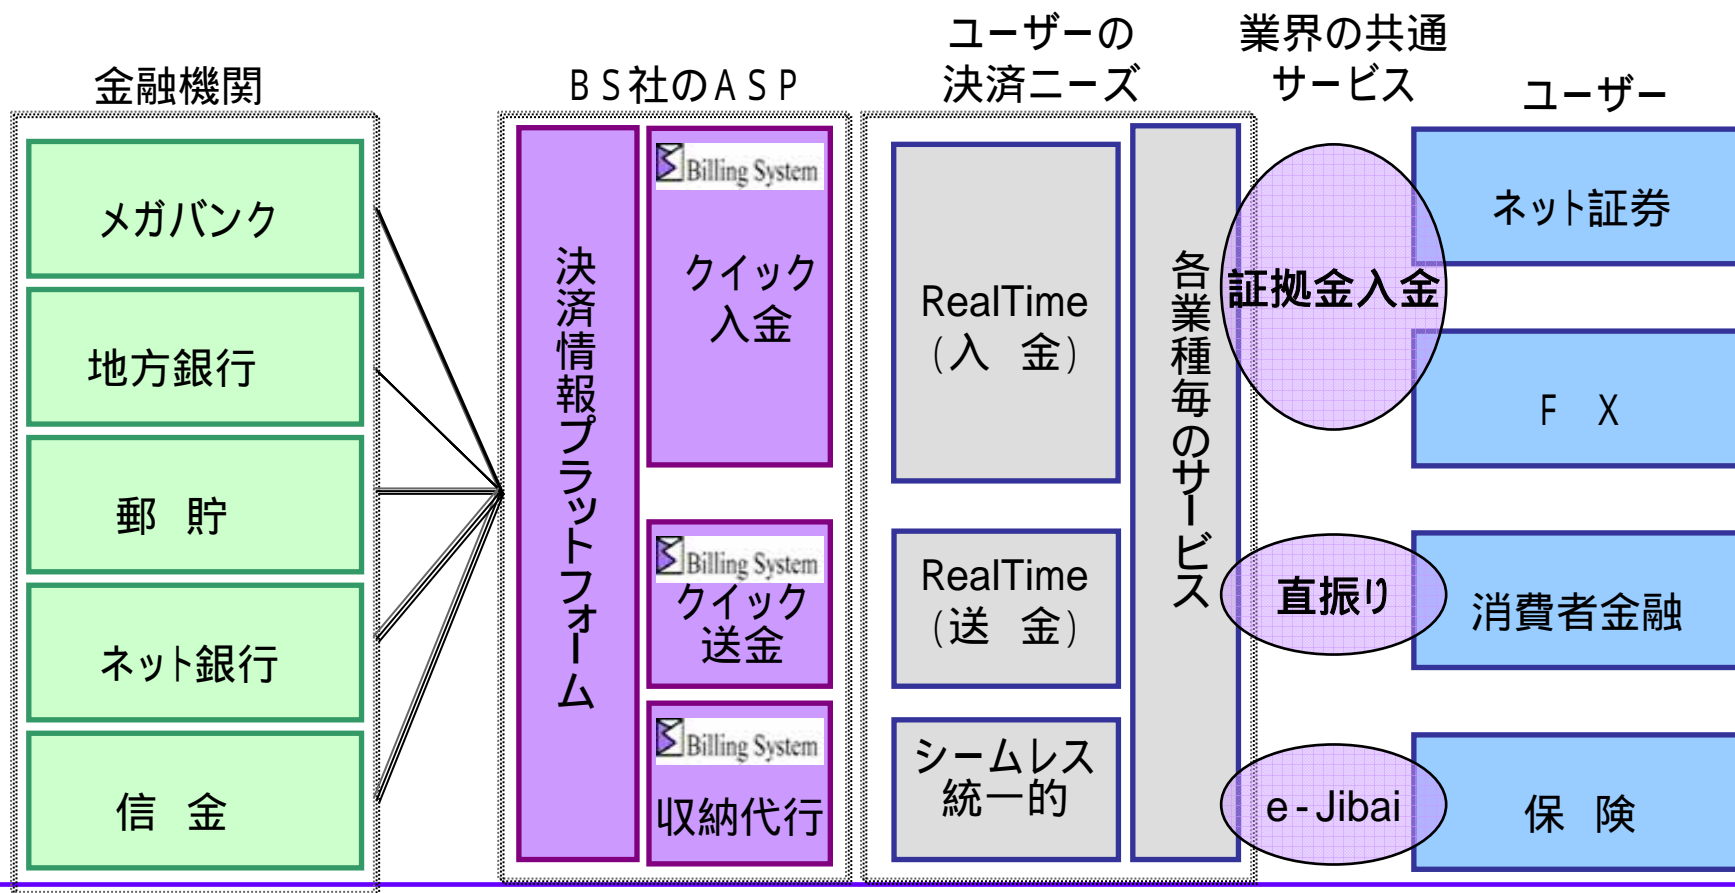 金融機関
BS社のASP
ユーザーの
決済ニーズ
業界の共通
サービス
ユーザー
メガバンク
地方銀行
郵 貯
ネット銀行
信 金
決済情報プラットフォーム
Billing System
クイック
入金
Billing System
クイック
送金
Billing System
収納代行
RealTime
(入 金)
RealTime
(送 金)
シームレス
統一的
各業種毎のサービス
証拠金入金
直振り
e-Jibai
ネット証券
F X
消費者金融
保 険